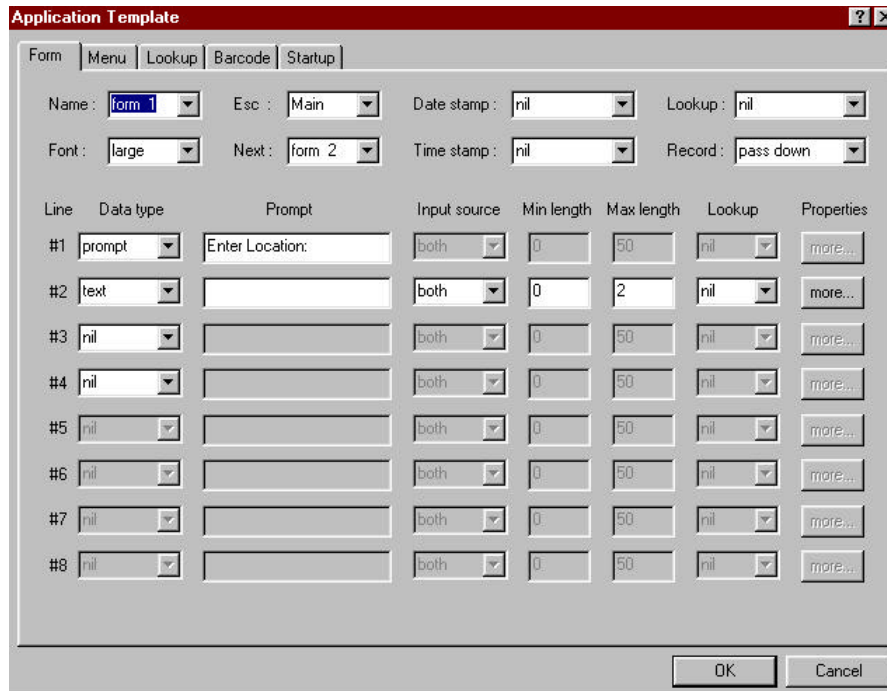 Application Template
Form Menu Lookup Barcode Startup
Name : form 1 Esc : Main Date stamp : nil Lookup : nil
Font : large Next : form 2 Time stamp : nil Record : pass down
Line Data type Prompt Input source Min length Max length Lookup Properties
#1 prompt Enter Location: both 0 50 nil more...
#2 text both 0 2 nil more...
#3 nil both 0 50 nil more...
#4 nil both 0 50 nil more...
#5 nil both 0 50 nil more...
#6 nil both 0 50 nil more...
#7 nil both 0 50 nil more...
#8 nil both 0 50 nil more...
OK Cancel